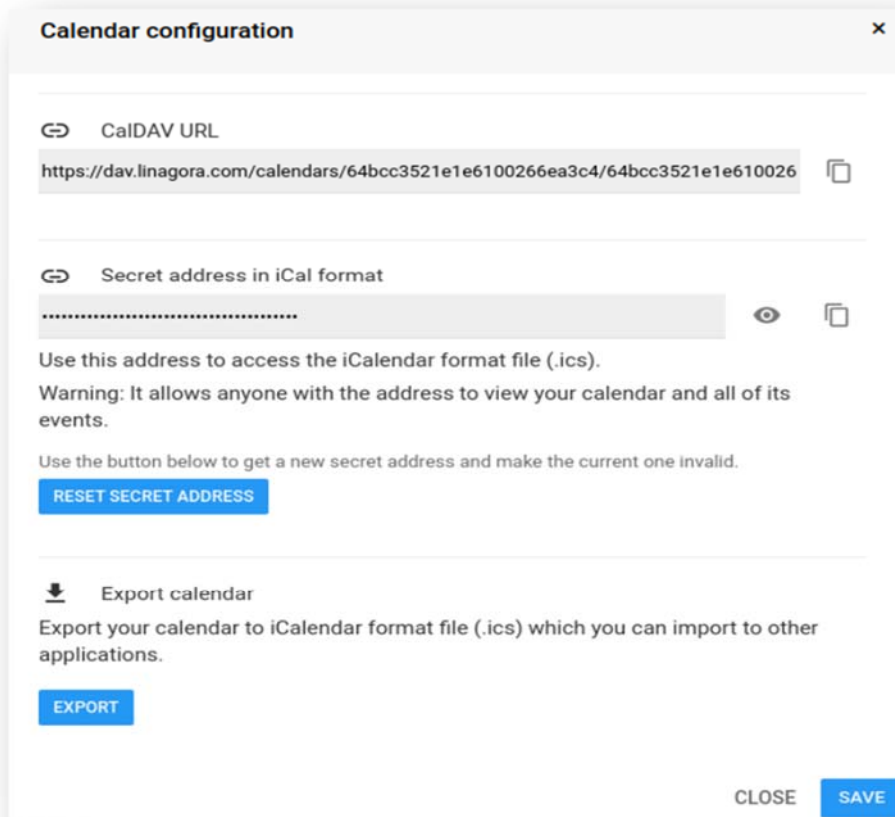 Calendar configuration
CalDAV URL
https://dav.linagora.com/calendars/64bcc3521e1e6100266ea3c4/64bcc3521e1e610026
Secret address in iCal format
Use this address to access the iCalendar format file (.ics).
Warning: It allows anyone with the address to view your calendar and all of its
events.
Use the button below to get a new secret address and make the current one invalid.
RESET SECRET ADDRESS
Export calendar
Export your calendar to iCalendar format file (.ics) which you can import to other
applications.
EXPORT
CLOSE SAVE